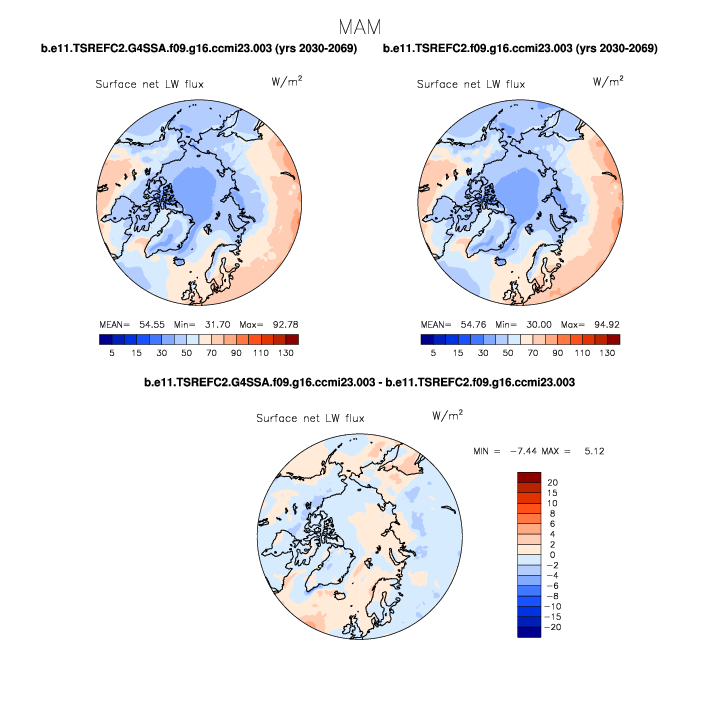 MAM
b.e11.TSREFC2.G4SSA.f09.g16.ccmi23.003 (yrs 2030-2069) b.e11.TSREFC2.f09.g16.ccmi23.003 (yrs 2030-2069)
Surface net LW flux W/m² Surface net LW flux W/m²
MEAN= 54.55 Min= 31.70 Max= 92.78 MEAN= 54.76 Min= 30.00 Max= 94.92
5 15 30 50 70 90 110 130 5 15 30 50 70 90 110 130
b.e11.TSREFC2.G4SSA.f09.g16.ccmi23.003 - b.e11.TSREFC2.f09.g16.ccmi23.003
Surface net LW flux W/m²
MIN = -7.44 MAX = 5.12
20
15
10
8
6
4
2
0
-2
-4
-6
-8
-10
-15
-20